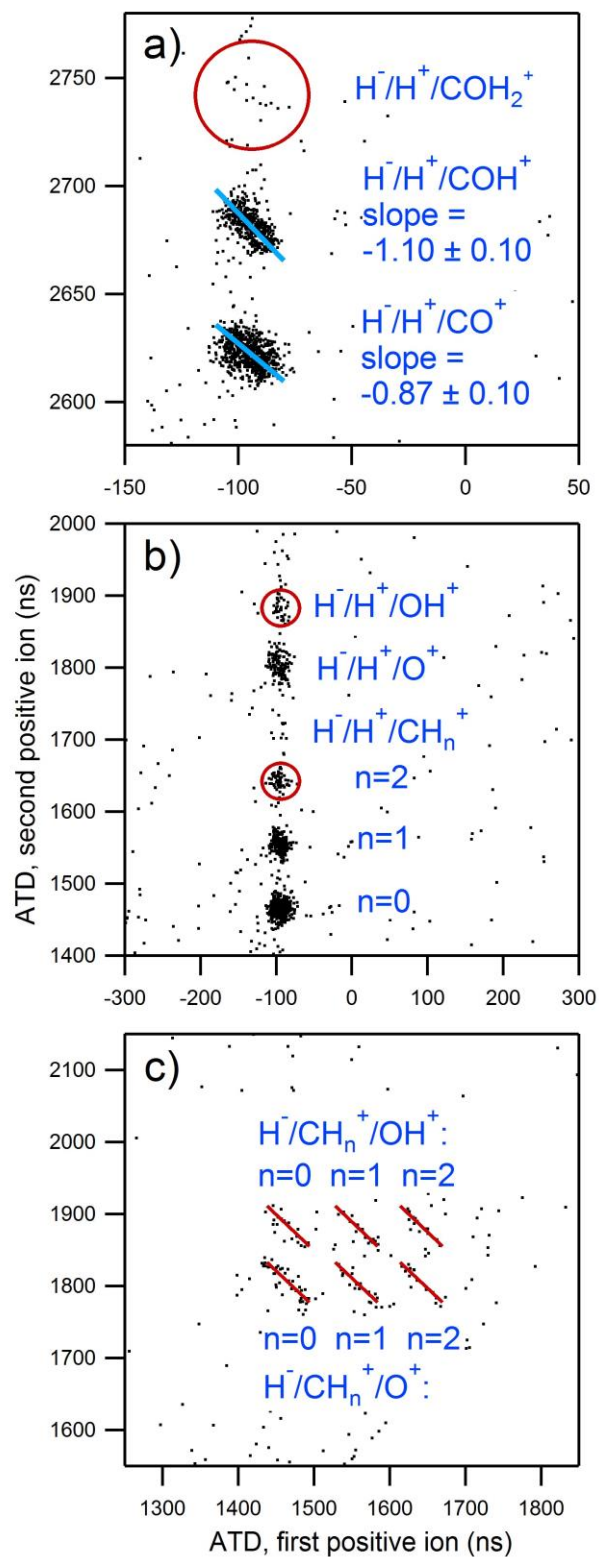 a)
2750
2700
2650
2600
H⁻/H⁺/COH₂⁺
H⁻/H⁺/COH⁺
slope =
-1.10 ± 0.10
H⁻/H⁺/CO⁺
slope =
-0.87 ± 0.10
-150 -100 -50 0 50
ATD, second positive ion (ns)
b)
2000
1900
1800
1700
1600
1500
1400
H⁻/H⁺/OH⁺
H⁻/H⁺/O⁺
H⁻/H⁺/CHₙ⁺
n=2
n=1
n=0
-300 -200 -100 0 100 200 300
c)
2100
2000
1900
1800
1700
1600
H⁻/CHₙ⁺/OH⁺:
n=0 n=1 n=2
n=0 n=1 n=2
H⁻/CHₙ⁺/O⁺:
1300 1400 1500 1600 1700 1800
ATD, first positive ion (ns)